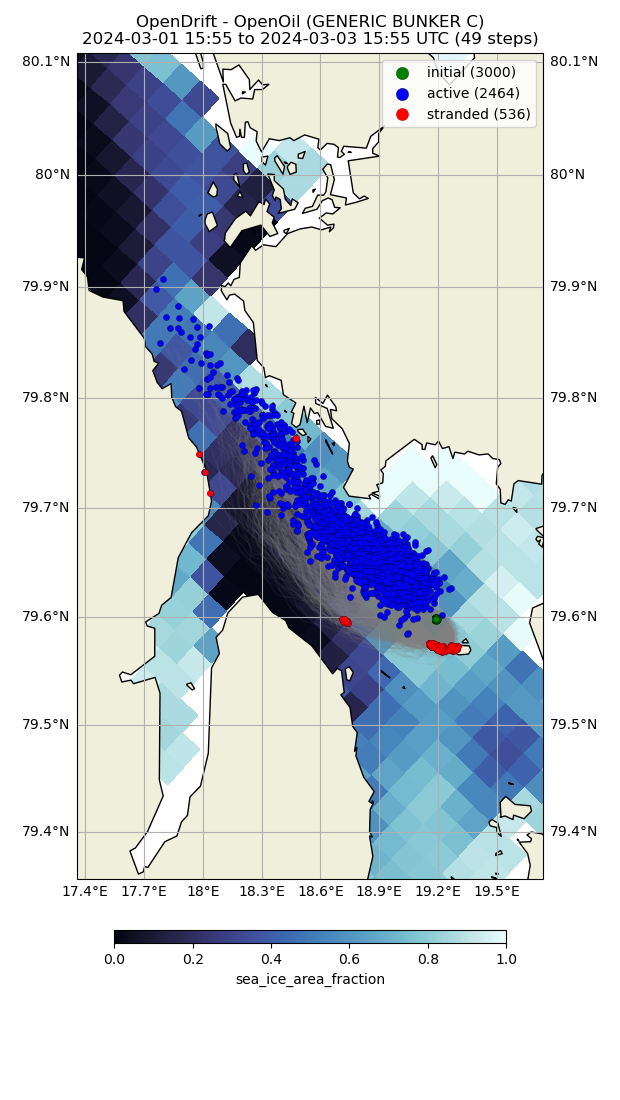 OpenDrift - OpenOil (GENERIC BUNKER C)
2024-03-01 15:55 to 2024-03-03 15:55 UTC (49 steps)
initial (3000)
active (2464)
stranded (536)
80.1°N 80.1°N
80°N 80°N
79.9°N 79.9°N
79.8°N 79.8°N
79.7°N 79.7°N
79.6°N 79.6°N
79.5°N 79.5°N
79.4°N 79.4°N
17.4°E 17.7°E 18°E 18.3°E 18.6°E 18.9°E 19.2°E 19.5°E
0.0 0.2 0.4 0.6 0.8 1.0
sea_ice_area_fraction